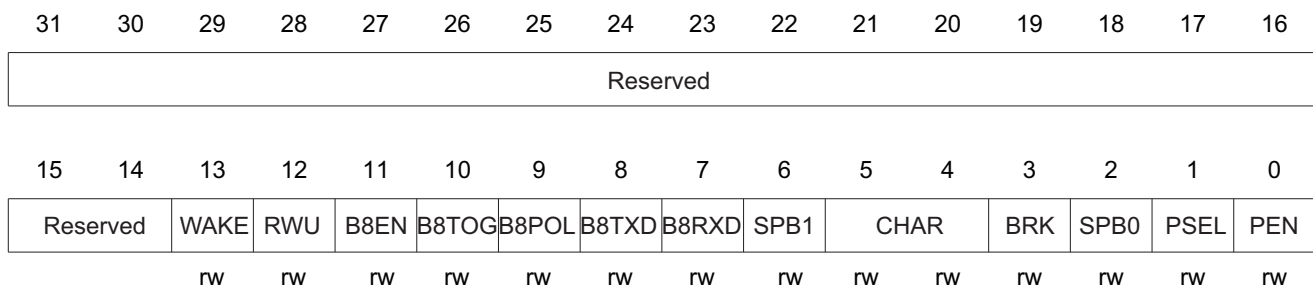 31 30 29 28 27 26 25 24 23 22 21 20 19 18 17 16
Reserved
15 14 13 12 11 10 9 8 7 6 5 4 3 2 1 0
Reserved WAKE RWU B8EN B8TOG B8POL B8TXD B8RXD SPB1 CHAR BRK SPB0 PSEL PEN
rw rw rw rw rw rw rw rw rw rw rw rw rw rw